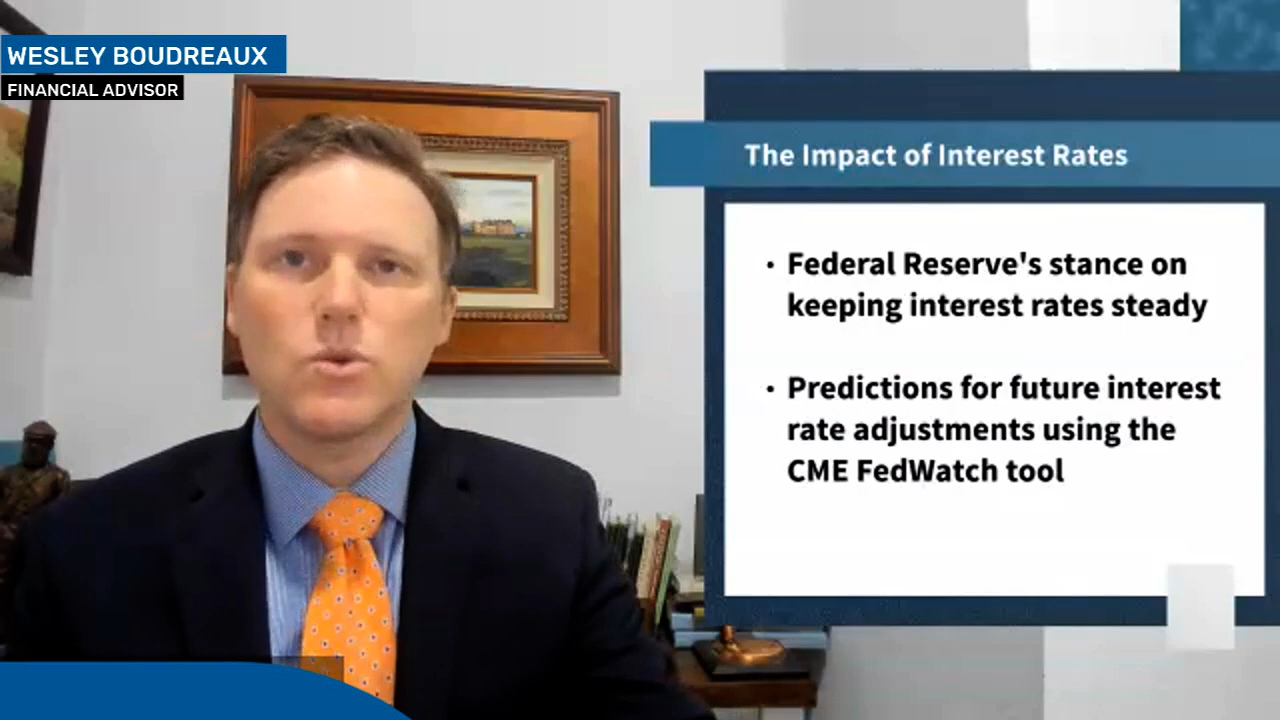 WESLEY BOUDREAUX
FINANCIAL ADVISOR
The Impact of Interest Rates
• Federal Reserve's stance on
keeping interest rates steady
• Predictions for future interest
rate adjustments using the
CME FedWatch tool